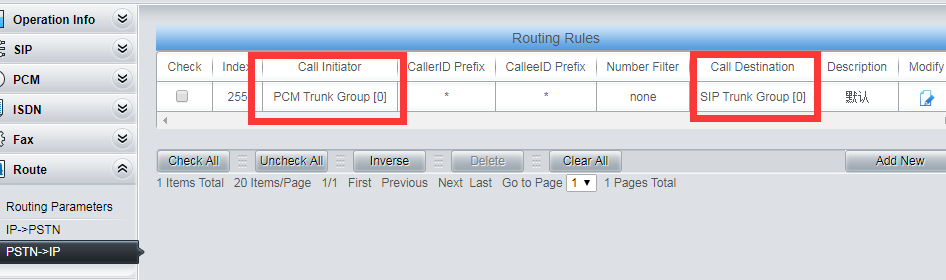 Operation Info
SIP
PCM
ISDN
Fax
Route
Routing Parameters
IP->PSTN
PSTN->IP
Routing Rules
Check Index Call Initiator CallerID Prefix CalleeID Prefix Number Filter Call Destination Description Modify
255 PCM Trunk Group [0] * * none SIP Trunk Group [0] 默认
Check All Uncheck All Inverse Delete Clear All Add New
1 Items Total 20 Items/Page 1/1 First Previous Next Last Go to Page 1 1 Pages Total